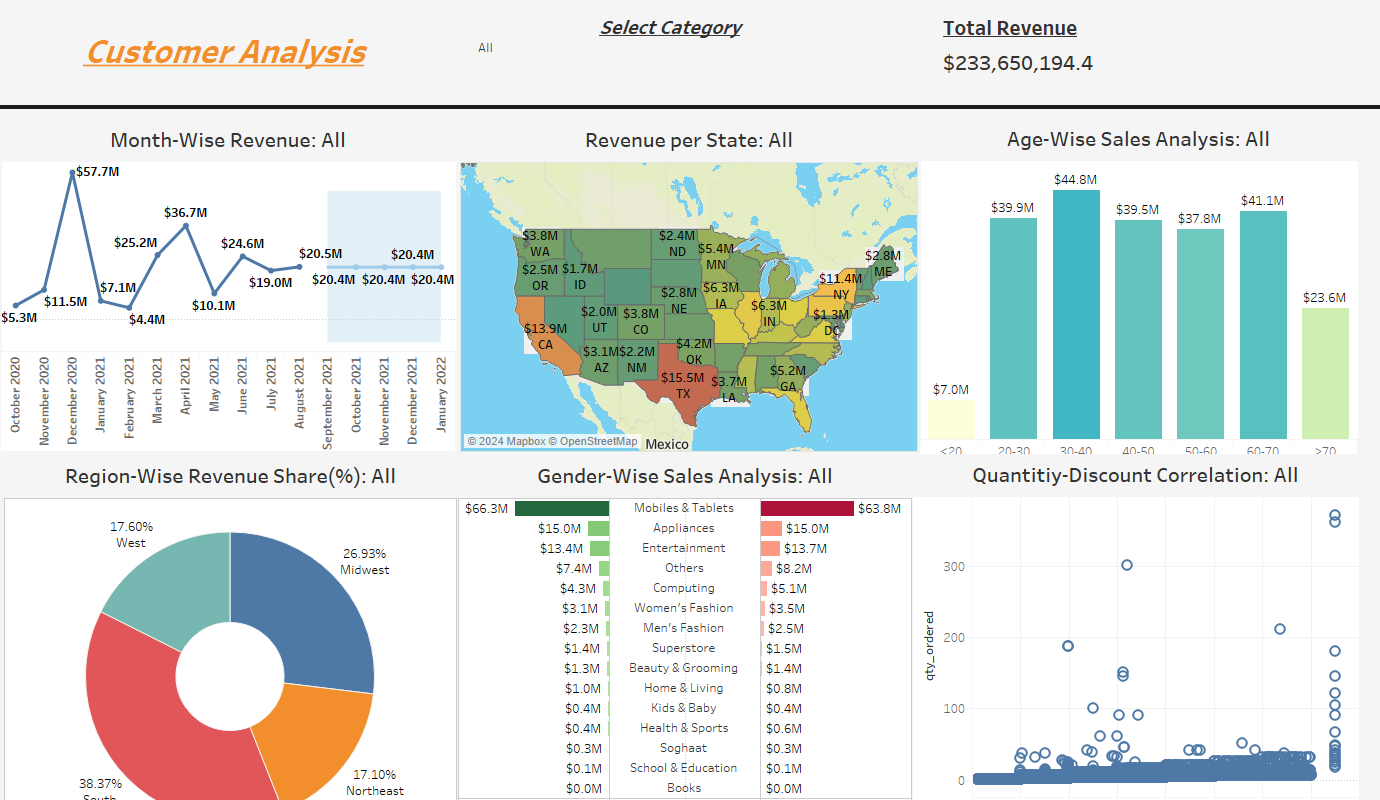 Customer Analysis
Select Category
All
Total Revenue
$233,650,194.4
Month-Wise Revenue: All
$5.3M
$11.5M
$57.7M
$7.1M
$4.4M
$25.2M
$36.7M
$10.1M
$24.6M
$19.0M
$20.5M
$20.4M
$20.4M
$20.4M
$20.4M
October 2020
November 2020
December 2020
January 2021
February 2021
March 2021
April 2021
May 2021
June 2021
July 2021
August 2021
September 2021
October 2021
November 2021
December 2021
January 2022
Revenue per State: All
$3.8M
WA
$2.4M
ND
$5.4M
MN
$2.8M
ME
$2.5M
OR
$1.7M
ID
$11.4M
NY
$2.8M
NE
$6.3M
IA
$6.3M
IN
$1.3M
DC
$13.9M
CA
$2.0M
UT
$3.8M
CO
$3.1M
AZ
$2.2M
NM
$4.2M
OK
$15.5M
TX
$3.7M
LA
$5.2M
GA
Mexico
© 2024 Mapbox © OpenStreetMap
Age-Wise Sales Analysis: All
$7.0M
$39.9M
$44.8M
$39.5M
$37.8M
$41.1M
$23.6M
<20
20-30
30-40
40-50
50-60
60-70
>70
Region-Wise Revenue Share(%): All
17.60%
West
26.93%
Midwest
17.10%
Northeast
38.37%
South
Gender-Wise Sales Analysis: All
$66.3M Mobiles & Tablets $63.8M
$15.0M Appliances $15.0M
$13.4M Entertainment $13.7M
$7.4M Others $8.2M
$4.3M Computing $5.1M
$3.1M Women's Fashion $3.5M
$2.3M Men's Fashion $2.5M
$1.4M Superstore $1.5M
$1.3M Beauty & Grooming $1.4M
$1.0M Home & Living $0.8M
$0.4M Kids & Baby $0.4M
$0.4M Health & Sports $0.6M
$0.3M Soghaat $0.3M
$0.1M School & Education $0.1M
$0.0M Books $0.0M
Quantitiy-Discount Correlation: All
qty_ordered
300
200
100
0